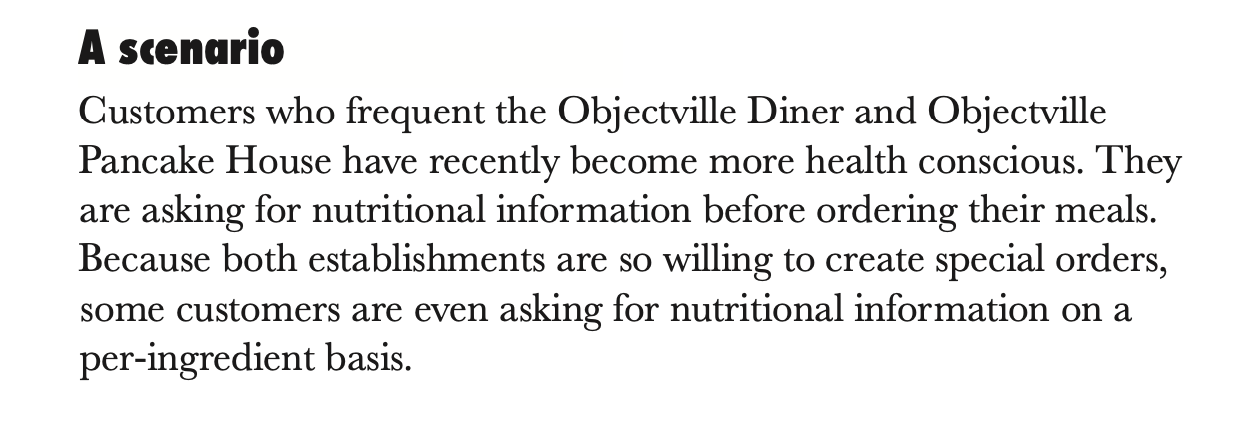 A scenario
Customers who frequent the Objectville Diner and Objectville
Pancake House have recently become more health conscious. They
are asking for nutritional information before ordering their meals.
Because both establishments are so willing to create special orders,
some customers are even asking for nutritional information on a
per-ingredient basis.